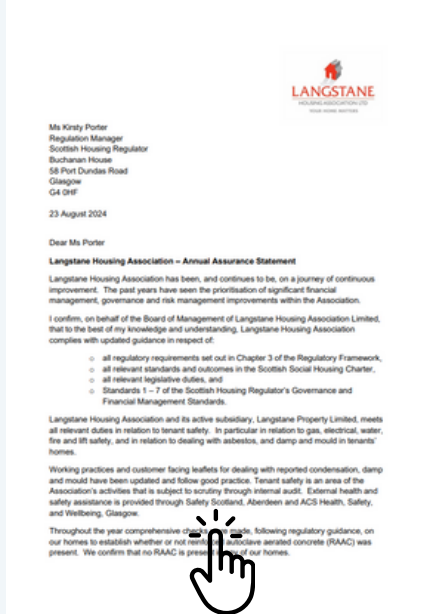 LANGSTANE
HOUSING ASSOCIATION LTD
YOUR HOME MATTERS
Ms Kirsty Porter
Regulation Manager
Scottish Housing Regulator
Buchanan House
58 Port Dundas Road
Glasgow
G4 0HF
23 August 2024
Dear Ms Porter
Langstane Housing Association – Annual Assurance Statement
Langstane Housing Association has been, and continues to be, on a journey of continuous
improvement. The past years have seen the prioritisation of significant financial
management, governance and risk management improvements within the Association.
I confirm, on behalf of the Board of Management of Langstane Housing Association Limited,
that to the best of my knowledge and understanding, Langstane Housing Association
complies with updated guidance in respect of:
o all regulatory requirements set out in Chapter 3 of the Regulatory Framework,
o all relevant standards and outcomes in the Scottish Social Housing Charter,
o all relevant legislative duties, and
o Standards 1 – 7 of the Scottish Housing Regulator's Governance and
Financial Management Standards.
Langstane Housing Association and its active subsidiary, Langstane Property Limited, meets
all relevant duties in relation to tenant safety. In particular in relation to gas, electrical, water,
fire and lift safety, and in relation to dealing with asbestos, and damp and mould in tenants'
homes.
Working practices and customer facing leaflets for dealing with reported condensation, damp
and mould have been updated and follow good practice. Tenant safety is an area of the
Association's activities that is subject to scrutiny through internal audit. External health and
safety assistance is provided through Safety Scotland, Aberdeen and ACS Health, Safety,
and Wellbeing, Glasgow.
Throughout the year comprehensive checks made, following regulatory guidance, on
our homes to establish whether or not autoclave aerated concrete (RAAC) was
present. We confirm that no RAAC is of our homes.